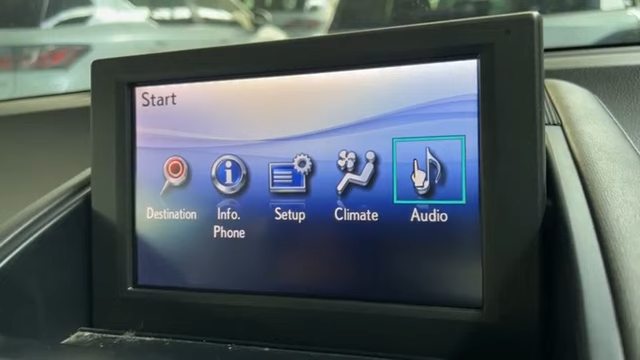 Start
Destination
Info.
Phone
Setup
Climate
Audio